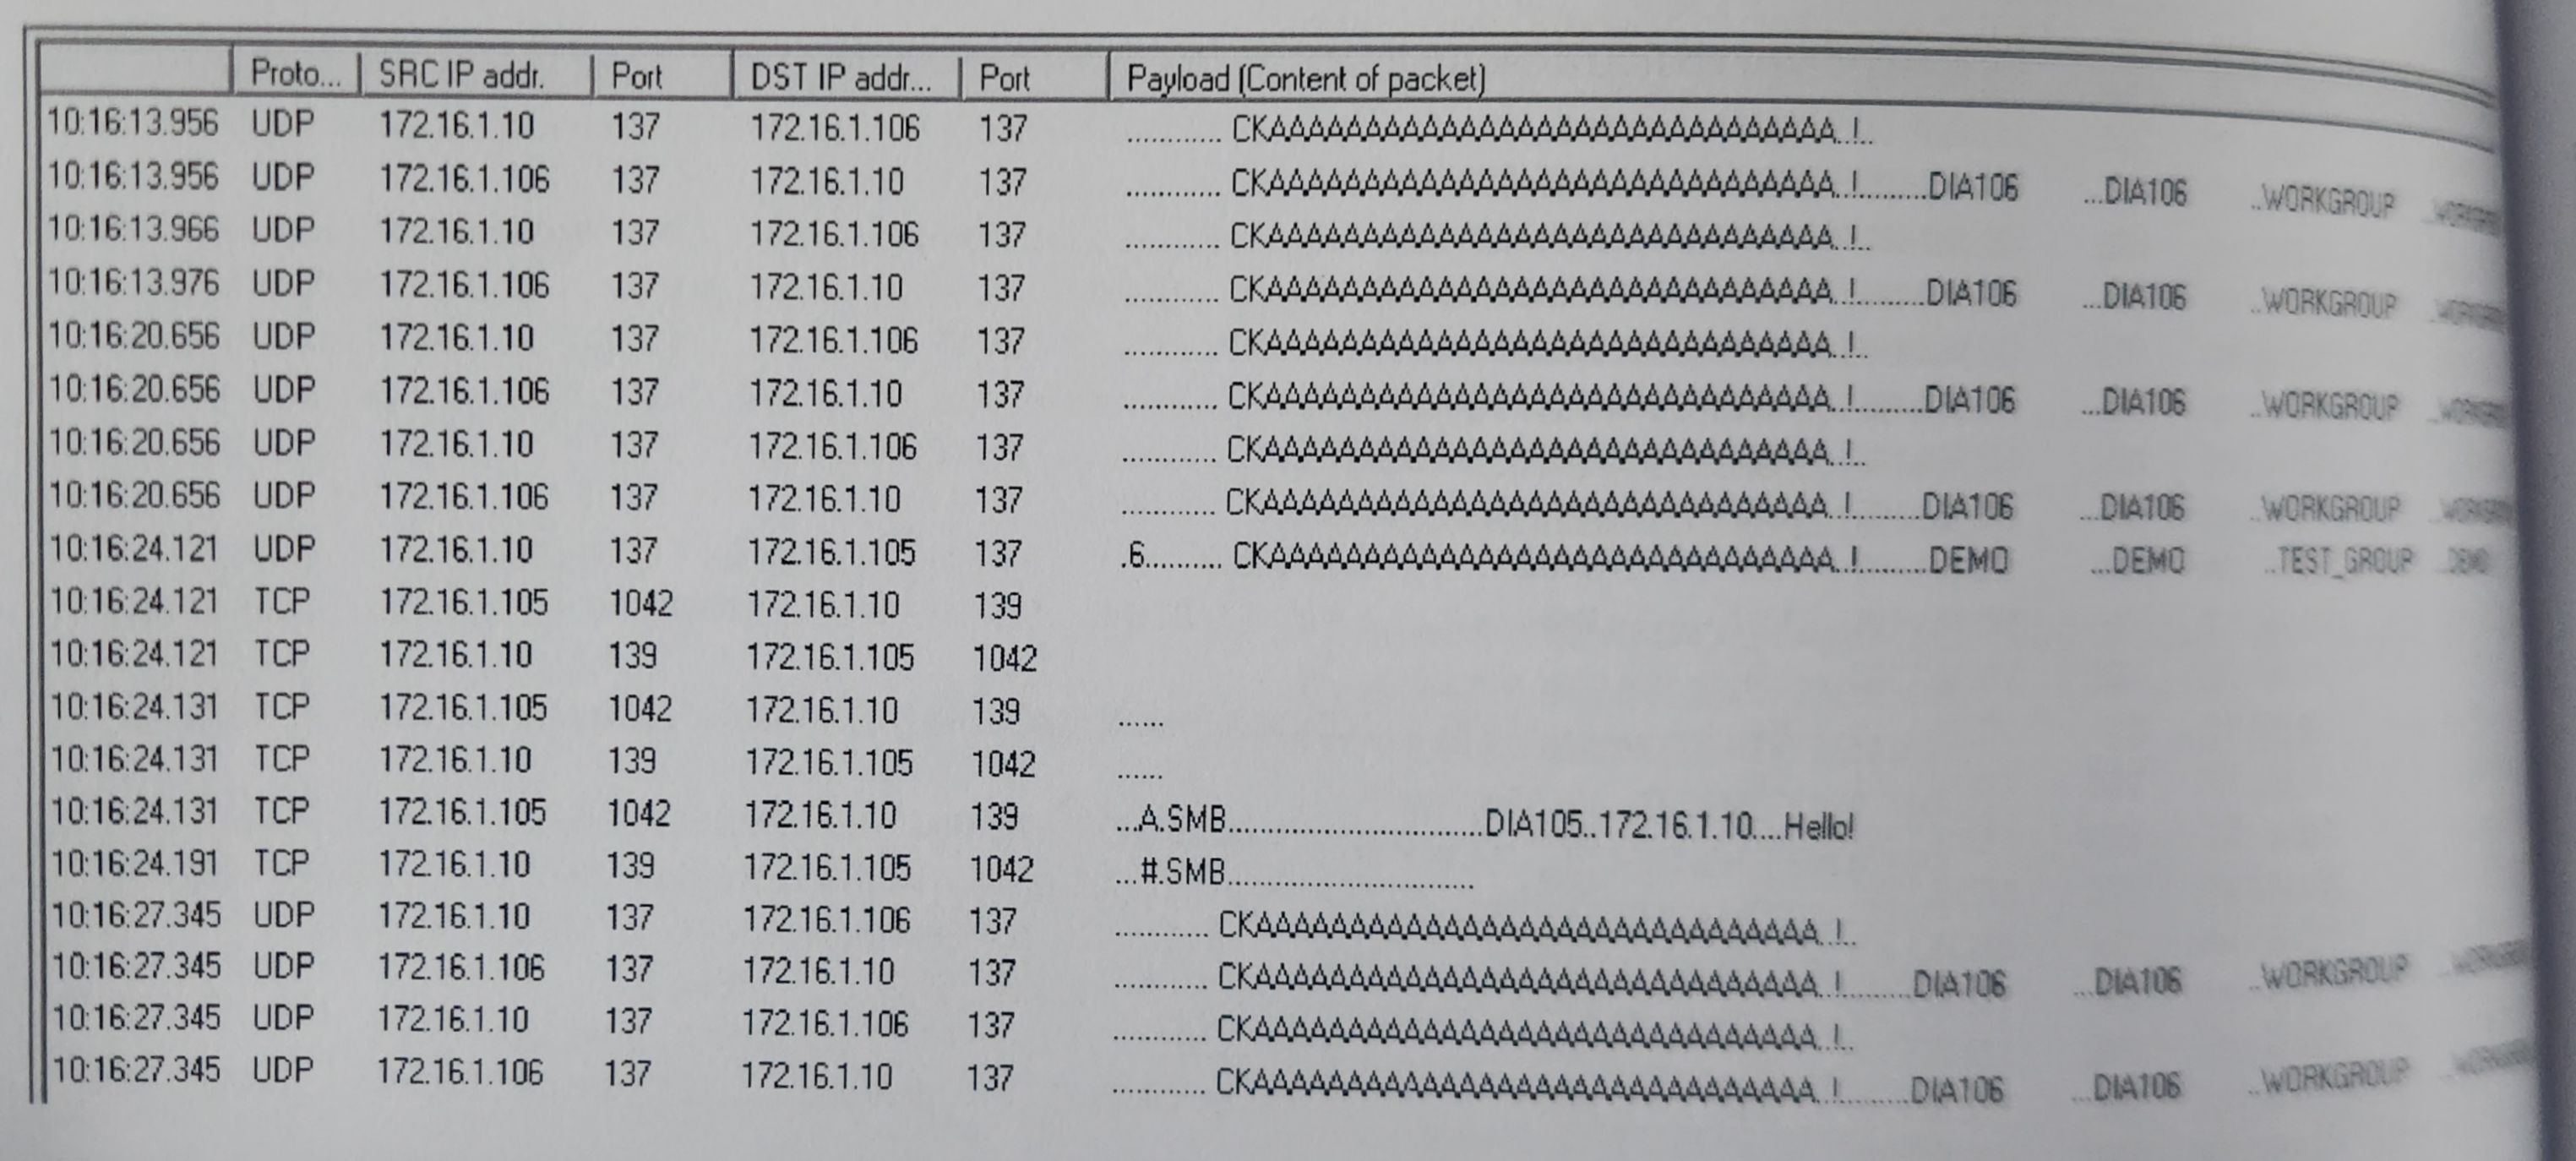 Proto... SRC IP addr. Port DST IP addr... Port Payload (Content of packet)
10:16:13.956 UDP 172.16.1.10 137 172.16.1.106 137 ............ CKAAAAAAAAAAAAAAAAAAAAAAAAAAAAAA..!..
10:16:13.956 UDP 172.16.1.106 137 172.16.1.10 137 ............ CKAAAAAAAAAAAAAAAAAAAAAAAAAAAAAA..!.........DIA106 ...DIA106 ..WORKGROUP
10:16:13.966 UDP 172.16.1.10 137 172.16.1.106 137 ............ CKAAAAAAAAAAAAAAAAAAAAAAAAAAAAAA..!..
10:16:13.976 UDP 172.16.1.106 137 172.16.1.10 137 ............ CKAAAAAAAAAAAAAAAAAAAAAAAAAAAAAA..!.........DIA106 ...DIA106 ..WORKGROUP
10:16:20.656 UDP 172.16.1.10 137 172.16.1.106 137 ............ CKAAAAAAAAAAAAAAAAAAAAAAAAAAAAAA..!..
10:16:20.656 UDP 172.16.1.106 137 172.16.1.10 137 ............ CKAAAAAAAAAAAAAAAAAAAAAAAAAAAAAA..!.........DIA106 ...DIA106 ..WORKGROUP
10:16:20.656 UDP 172.16.1.10 137 172.16.1.106 137 ............ CKAAAAAAAAAAAAAAAAAAAAAAAAAAAAAA..!..
10:16:20.656 UDP 172.16.1.106 137 172.16.1.10 137 ............ CKAAAAAAAAAAAAAAAAAAAAAAAAAAAAAA..!.........DIA106 ...DIA106 ..WORKGROUP
10:16:24.121 UDP 172.16.1.10 137 172.16.1.105 137 .6.......... CKAAAAAAAAAAAAAAAAAAAAAAAAAAAAAA..!.........DEMO ...DEMO ..TEST_GROUP
10:16:24.121 TCP 172.16.1.105 1042 172.16.1.10 139
10:16:24.121 TCP 172.16.1.10 139 172.16.1.105 1042
10:16:24.131 TCP 172.16.1.105 1042 172.16.1.10 139 ......
10:16:24.131 TCP 172.16.1.10 139 172.16.1.105 1042 ......
10:16:24.131 TCP 172.16.1.105 1042 172.16.1.10 139 ...A.SMB.................................DIA105..172.16.1.10....Hello!
10:16:24.191 TCP 172.16.1.10 139 172.16.1.105 1042 ...#.SMB................................
10:16:27.345 UDP 172.16.1.10 137 172.16.1.106 137 ............ CKAAAAAAAAAAAAAAAAAAAAAAAAAAAAAA..!..
10:16:27.345 UDP 172.16.1.106 137 172.16.1.10 137 ............ CKAAAAAAAAAAAAAAAAAAAAAAAAAAAAAA..!.........DIA106 ...DIA106 ..WORKGROUP
10:16:27.345 UDP 172.16.1.10 137 172.16.1.106 137 ............ CKAAAAAAAAAAAAAAAAAAAAAAAAAAAAAA..!..
10:16:27.345 UDP 172.16.1.106 137 172.16.1.10 137 ............ CKAAAAAAAAAAAAAAAAAAAAAAAAAAAAAA..!.........DIA106 ...DIA106 ..WORKGROUP